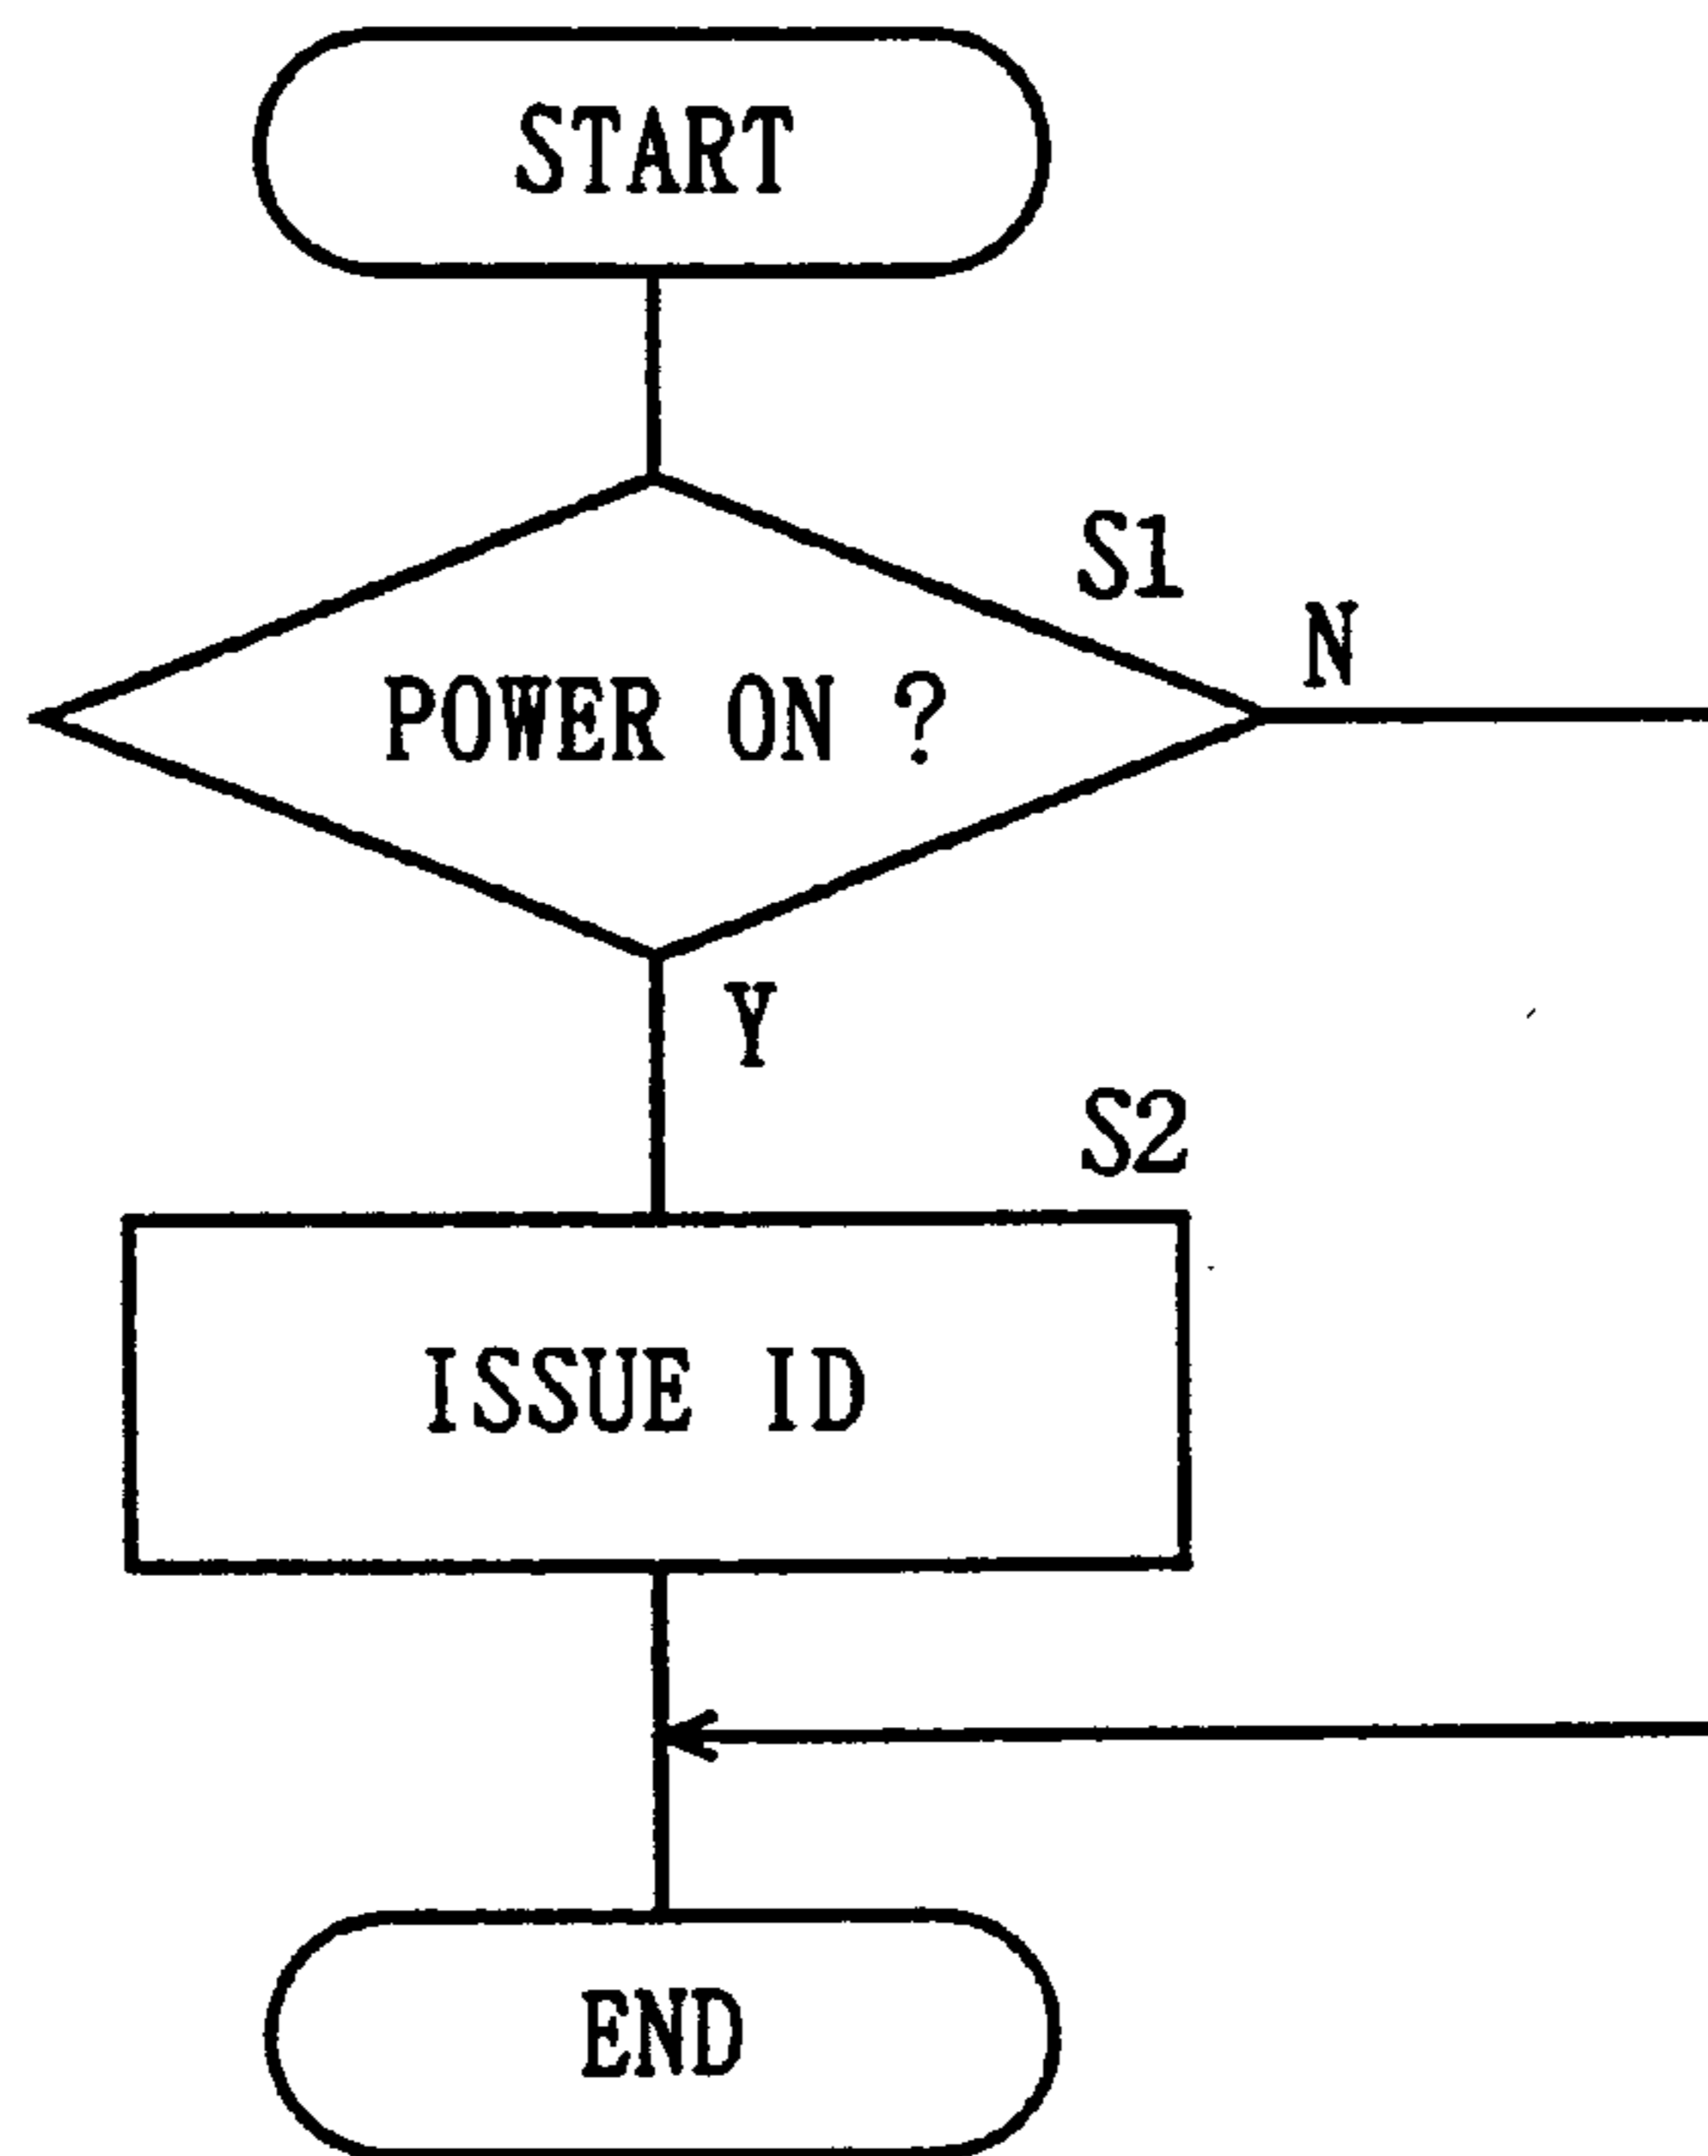 START
S1
N
POWER ON ?
Y
S2
ISSUE ID
END